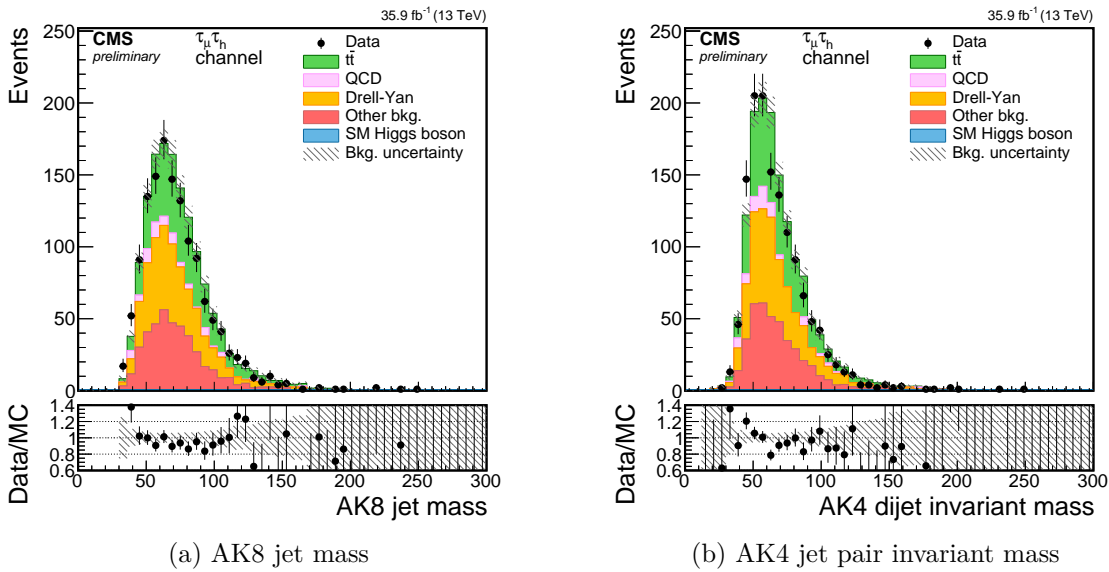 35.9 fb⁻¹ (13 TeV)
Events
250
200
150
100
50
0
CMS
preliminary
τμτh
channel
Data
tt̄
QCD
Drell-Yan
Other bkg.
SM Higgs boson
Bkg. uncertainty
Data/MC
1.4
1.2
1.0
0.8
0.6
0 50 100 150 200 250 300
AK8 jet mass
(a) AK8 jet mass
35.9 fb⁻¹ (13 TeV)
Events
250
200
150
100
50
0
CMS
preliminary
τμτh
channel
Data
tt̄
QCD
Drell-Yan
Other bkg.
SM Higgs boson
Bkg. uncertainty
Data/MC
1.4
1.2
1.0
0.8
0.6
0 50 100 150 200 250 300
AK4 dijet invariant mass
(b) AK4 jet pair invariant mass